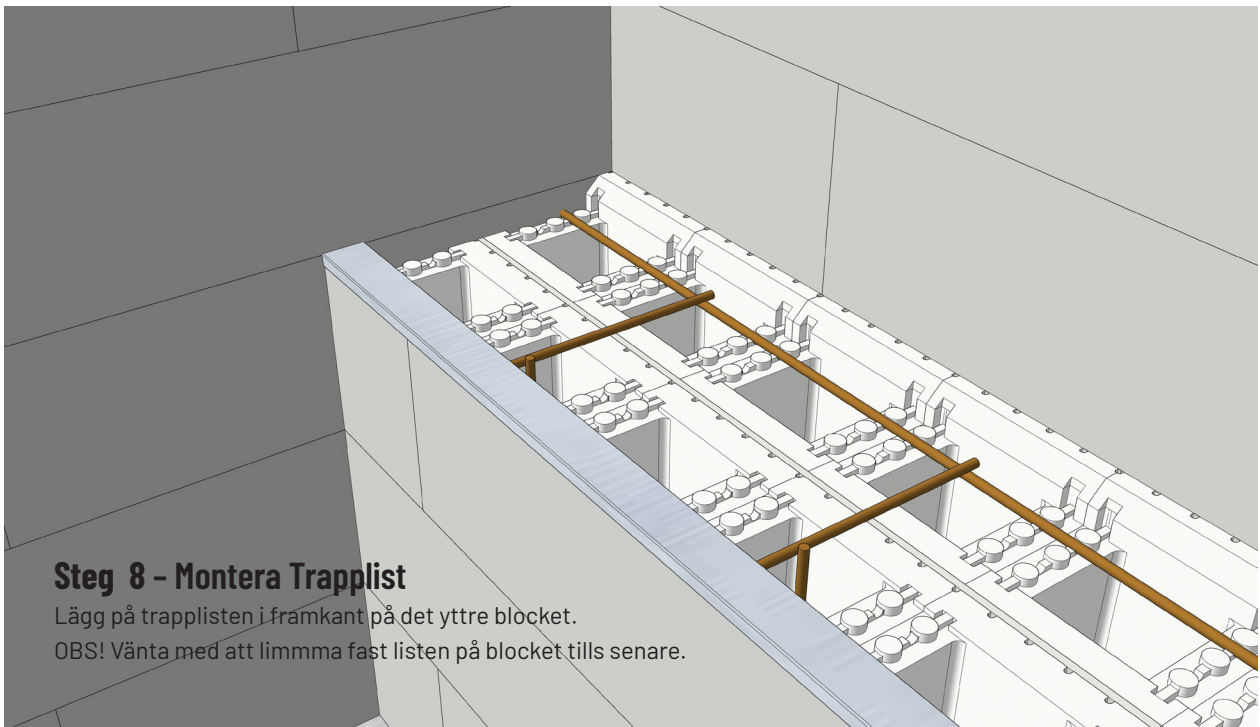 Steg 8 – Montera Trapplist
Lägg på trapplisten i framkant på det yttre blocket.
OBS! Vänta med att limmma fast listen på blocket tills senare.